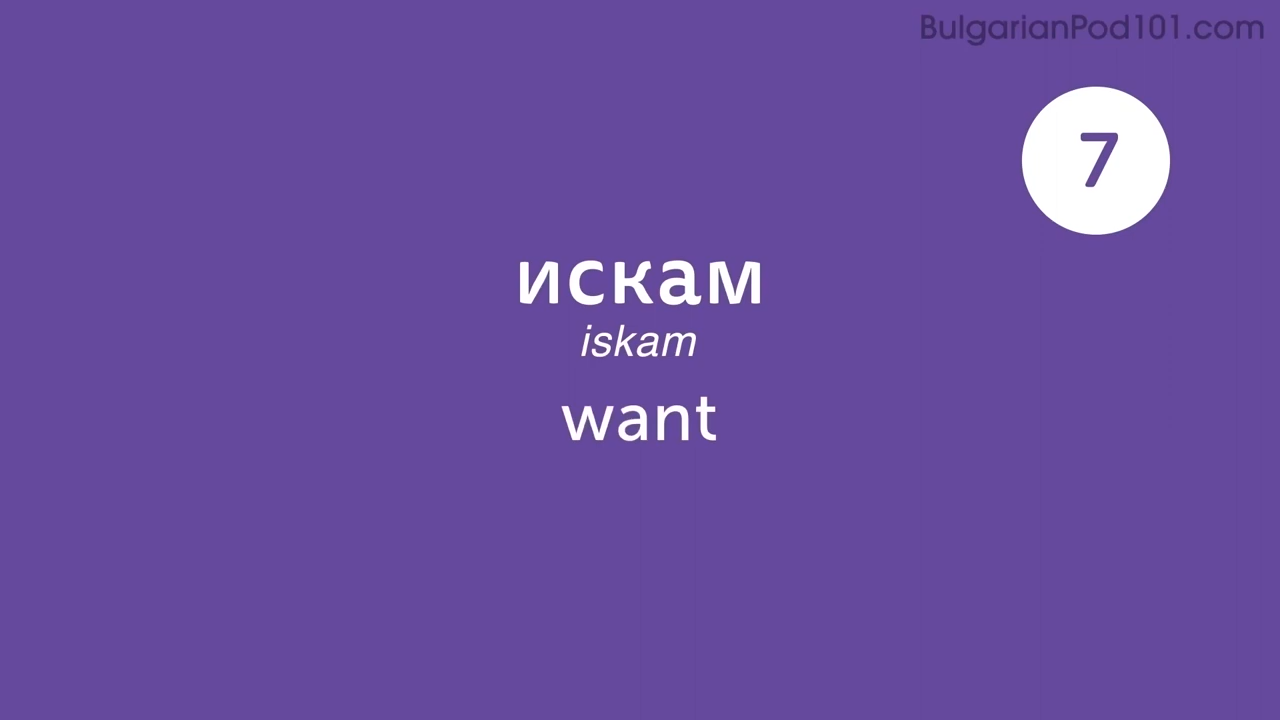 BulgarianPod101.com
7
искам
iskam
want